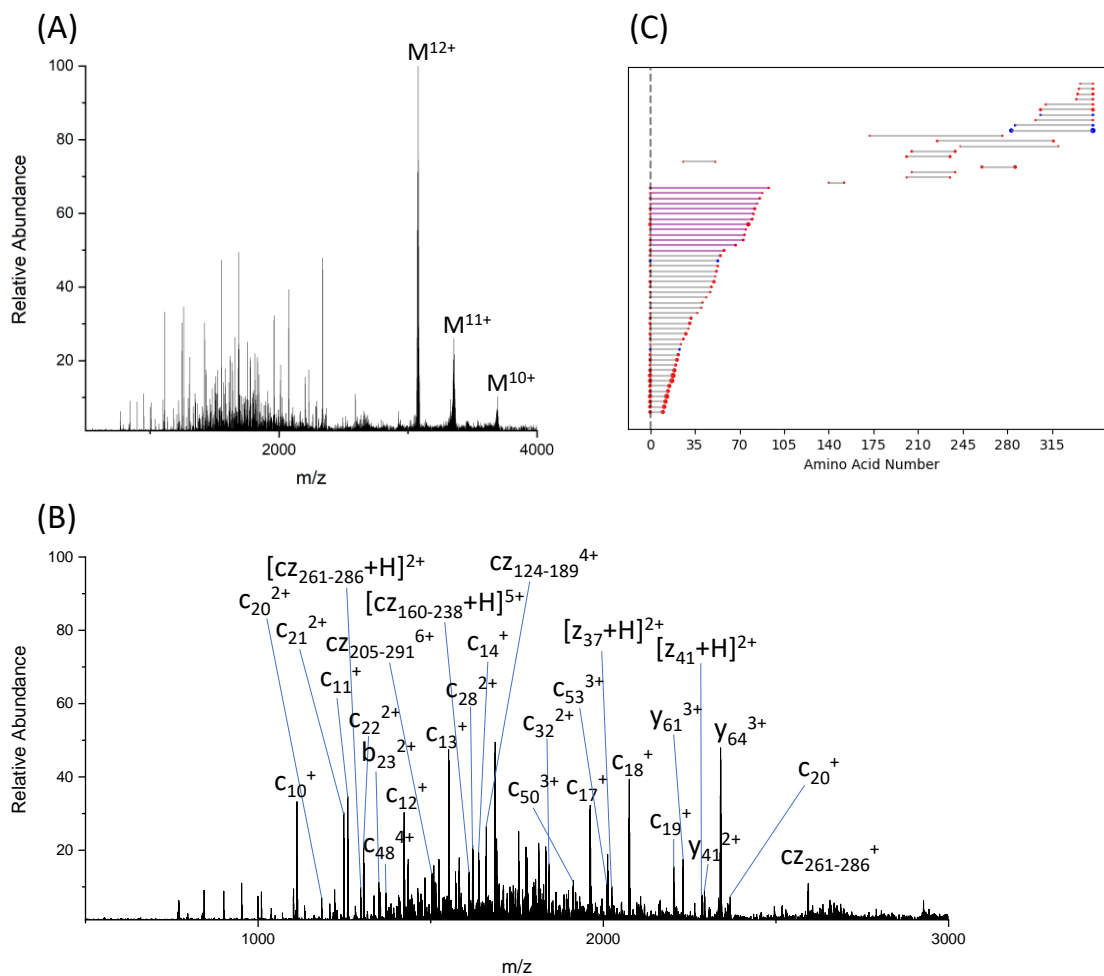 (A)
M12+
M11+
M10+
100
80
60
40
20
Relative Abundance
2000
4000
m/z
(C)
0
35
70
105
140
175
210
245
280
315
Amino Acid Number
(B)
[cz261-286+H]2+
cz124-189 4+
c20 2+
[cz160-238+H]5+
c21 2+
cz205-291 6+
c14+
[z37+H]2+
[z41+H]2+
c11+
c28 2+
c53 3+
c22 2+
c13+
c32 2+
y61 3+
y64 3+
b23 2+
c18+
c10+
c12+
c50 3+
c17+
c20+
c48 4+
c19+
y41 2+
cz261-286+
100
80
60
40
20
Relative Abundance
1000
2000
3000
m/z